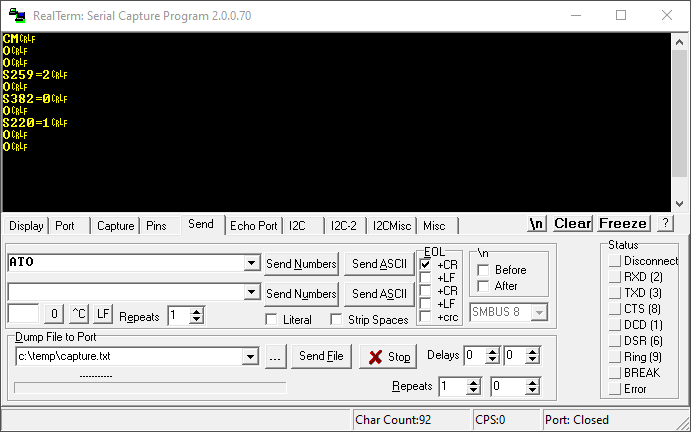 RealTerm: Serial Capture Program 2.0.0.70
CMCRLF
OCRLF
OCRLF
S259=2CRLF
OCRLF
S382=0CRLF
OCRLF
S220=1CRLF
OCRLF
OCRLF
Display Port Capture Pins Send Echo Port I2C I2C-2 I2CMisc Misc \n Clear Freeze ?
EOL \n Status
ATO Send Numbers Send ASCII +CR Before Disconnect
+LF After RXD (2)
Send Numbers Send ASCII +CR TXD (3)
0 ^C LF Repeats 1 +LF SMBUS 8 CTS (8)
Literal Strip Spaces +crc DCD (1)
Dump File to Port DSR (6)
c:\temp\capture.txt ... Send File Stop Delays 0 0 Ring (9)
----------- BREAK
Repeats 1 0 Error
Char Count:92 CPS:0 Port: Closed